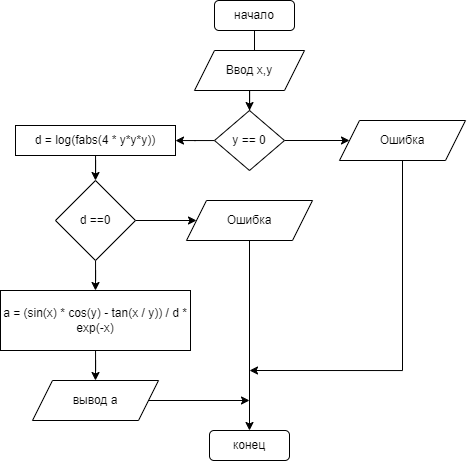 начало
Ввод x,y
y == 0
Ошибка
d = log(fabs(4 * y*y*y))
d ==0
Ошибка
a = (sin(x) * cos(y) - tan(x / y)) / d *
exp(-x)
вывод a
конец